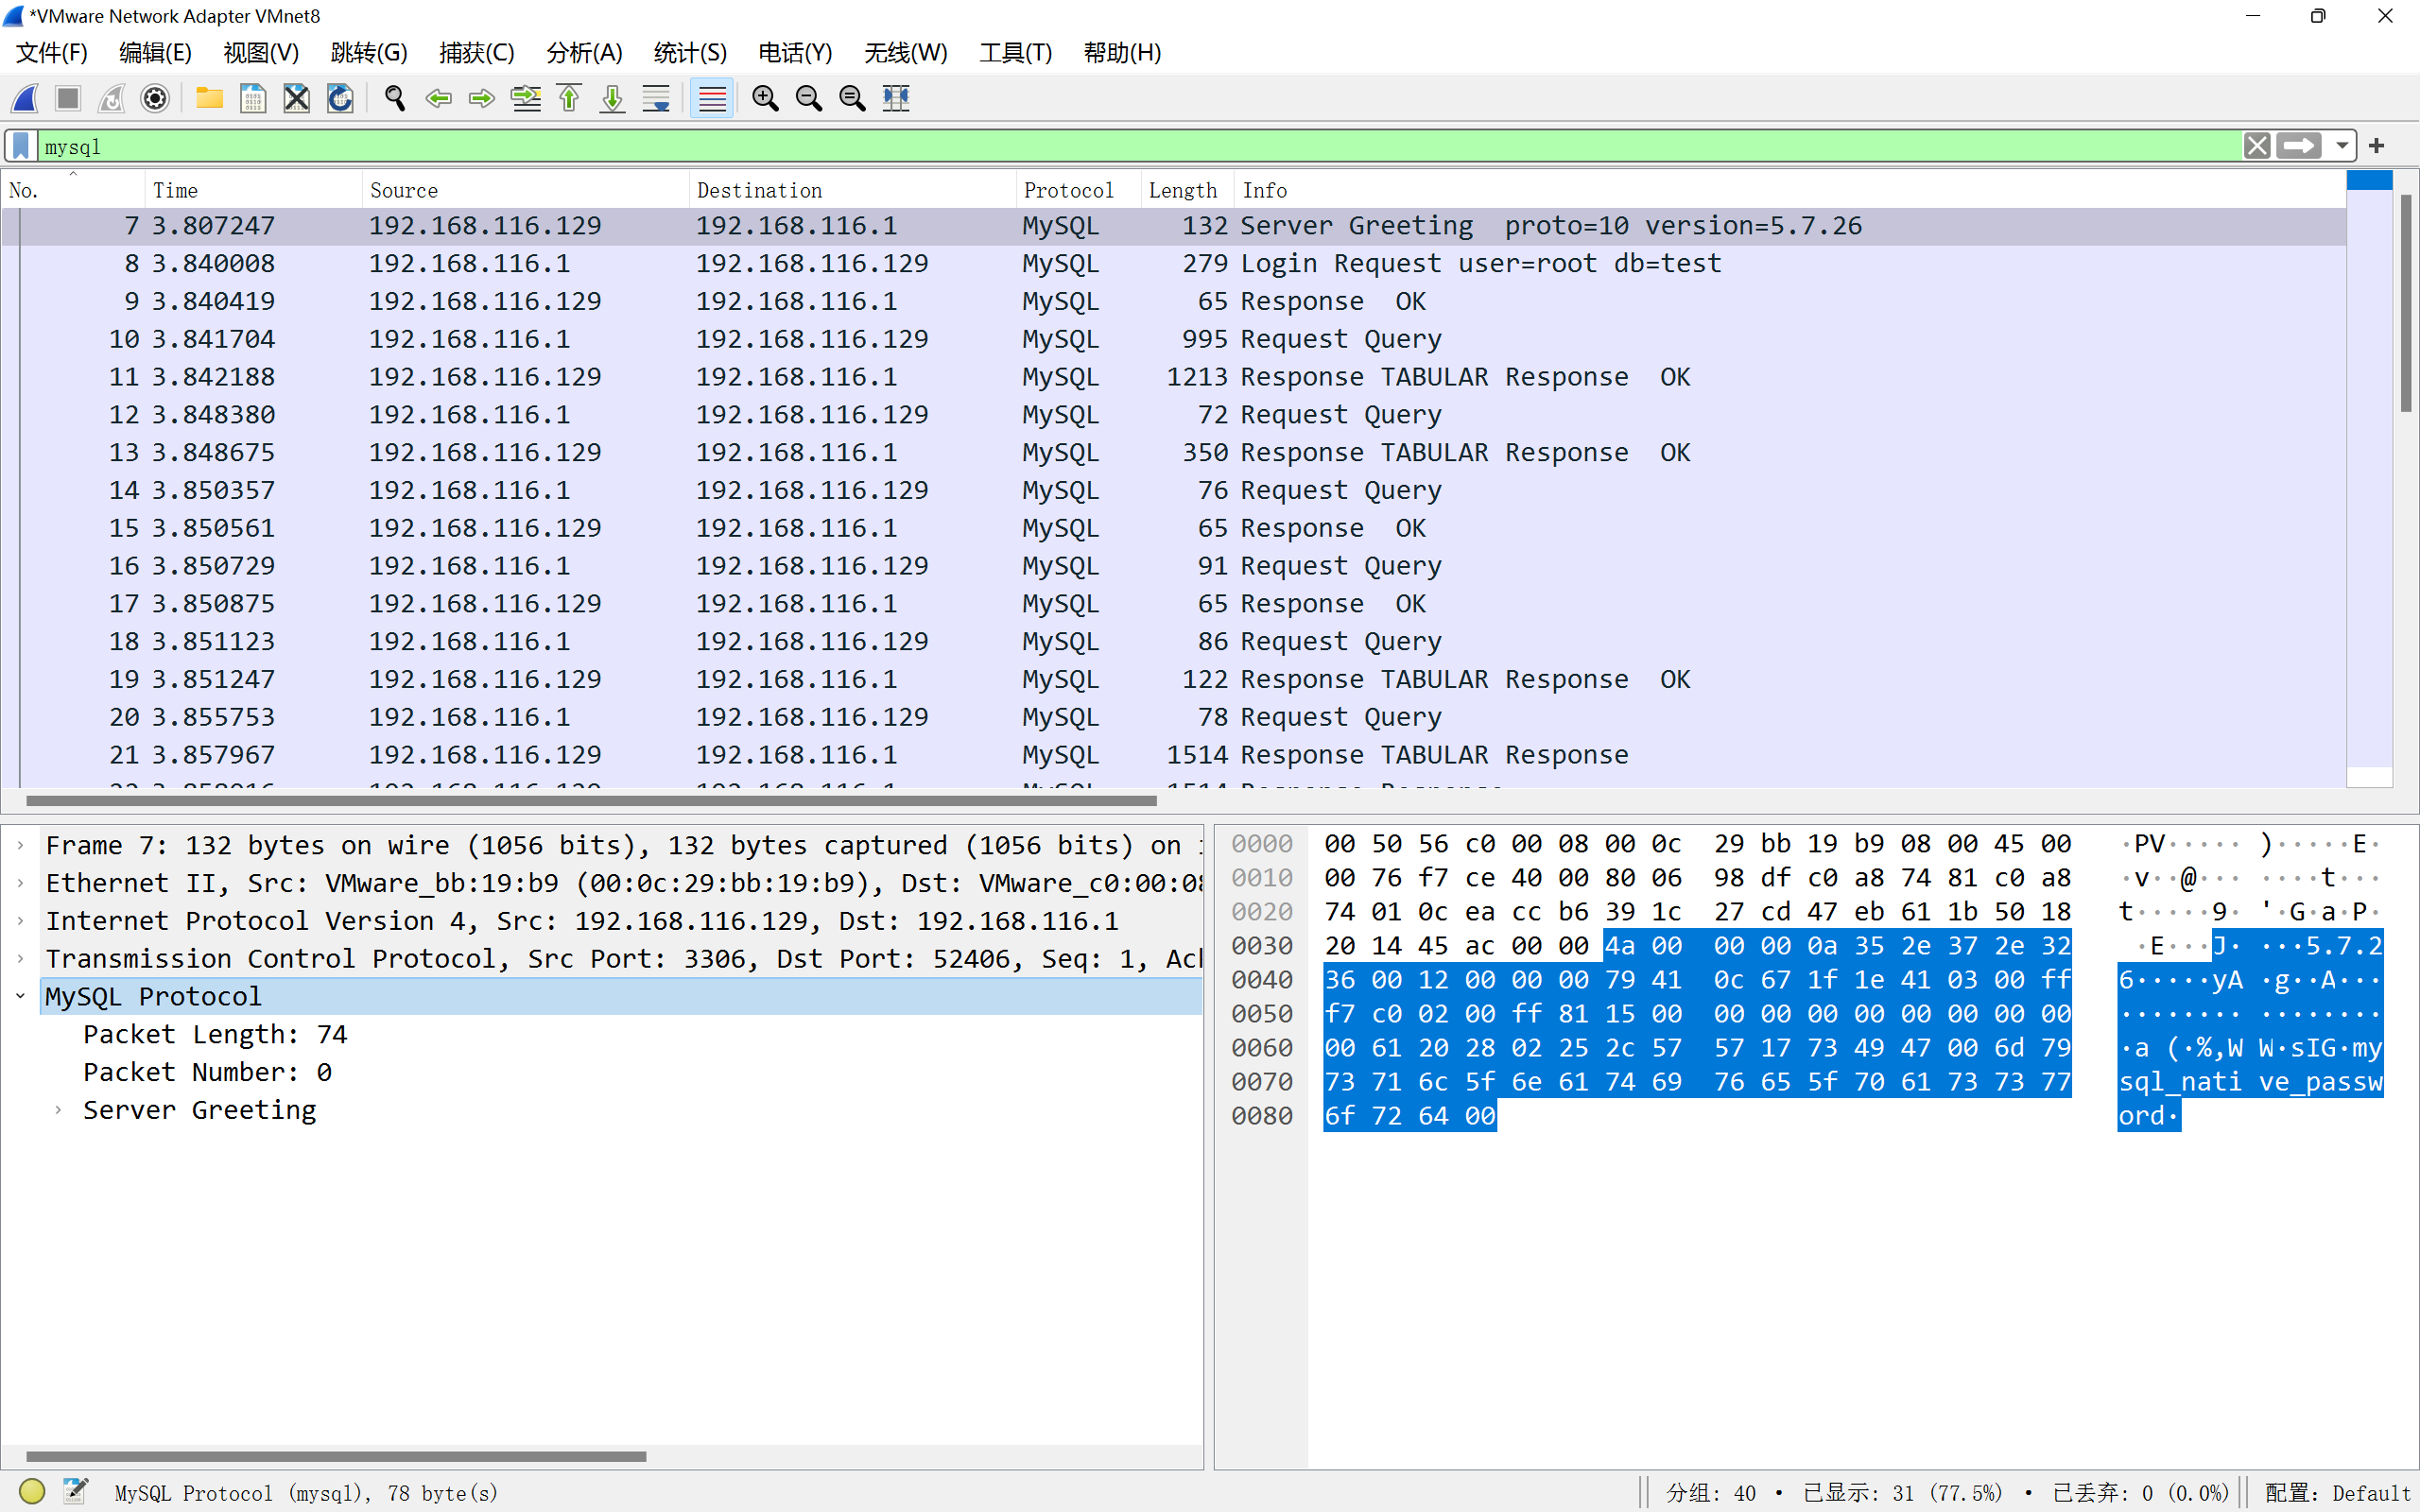 *VMware Network Adapter VMnet8
文件(F) 编辑(E) 视图(V) 跳转(G) 捕获(C) 分析(A) 统计(S) 电话(Y) 无线(W) 工具(T) 帮助(H)
mysql
No. Time Source Destination Protocol Length Info
7 3.807247 192.168.116.129 192.168.116.1 MySQL 132 Server Greeting  proto=10 version=5.7.26
8 3.840008 192.168.116.1 192.168.116.129 MySQL 279 Login Request user=root db=test
9 3.840419 192.168.116.129 192.168.116.1 MySQL 65 Response  OK
10 3.841704 192.168.116.1 192.168.116.129 MySQL 995 Request Query
11 3.842188 192.168.116.129 192.168.116.1 MySQL 1213 Response TABULAR Response  OK
12 3.848380 192.168.116.1 192.168.116.129 MySQL 72 Request Query
13 3.848675 192.168.116.129 192.168.116.1 MySQL 350 Response TABULAR Response  OK
14 3.850357 192.168.116.1 192.168.116.129 MySQL 76 Request Query
15 3.850561 192.168.116.129 192.168.116.1 MySQL 65 Response  OK
16 3.850729 192.168.116.1 192.168.116.129 MySQL 91 Request Query
17 3.850875 192.168.116.129 192.168.116.1 MySQL 65 Response  OK
18 3.851123 192.168.116.1 192.168.116.129 MySQL 86 Request Query
19 3.851247 192.168.116.129 192.168.116.1 MySQL 122 Response TABULAR Response  OK
20 3.855753 192.168.116.1 192.168.116.129 MySQL 78 Request Query
21 3.857967 192.168.116.129 192.168.116.1 MySQL 1514 Response TABULAR Response
Frame 7: 132 bytes on wire (1056 bits), 132 bytes captured (1056 bits) on
Ethernet II, Src: VMware_bb:19:b9 (00:0c:29:bb:19:b9), Dst: VMware_c0:00:08
Internet Protocol Version 4, Src: 192.168.116.129, Dst: 192.168.116.1
Transmission Control Protocol, Src Port: 3306, Dst Port: 52406, Seq: 1, Ack
MySQL Protocol
Packet Length: 74
Packet Number: 0
Server Greeting
0000 00 50 56 c0 00 08 00 0c 29 bb 19 b9 08 00 45 00 ·PV····· )·····E·
0010 00 76 f7 ce 40 00 80 06 98 df c0 a8 74 81 c0 a8 ·v··@··· ····t···
0020 74 01 0c ea cc b6 39 1c 27 cd 47 eb 61 1b 50 18 t·····9· '·G·a·P·
0030 20 14 45 ac 00 00 4a 00 00 00 0a 35 2e 37 2e 32 ·E···J· ···5.7.2
0040 36 00 12 00 00 00 79 41 0c 67 1f 1e 41 03 00 ff 6·····yA ·g··A···
0050 f7 c0 02 00 ff 81 15 00 00 00 00 00 00 00 00 00 ········ ········
0060 00 61 20 28 02 25 2c 57 57 17 73 49 47 00 6d 79 ·a (·%,W W·sIG·my
0070 73 71 6c 5f 6e 61 74 69 76 65 5f 70 61 73 73 77 sql_nati ve_passw
0080 6f 72 64 00 ord·
MySQL Protocol (mysql), 78 byte(s) 分组: 40 · 已显示: 31 (77.5%) · 已丢弃: 0 (0.0%) 配置: Default